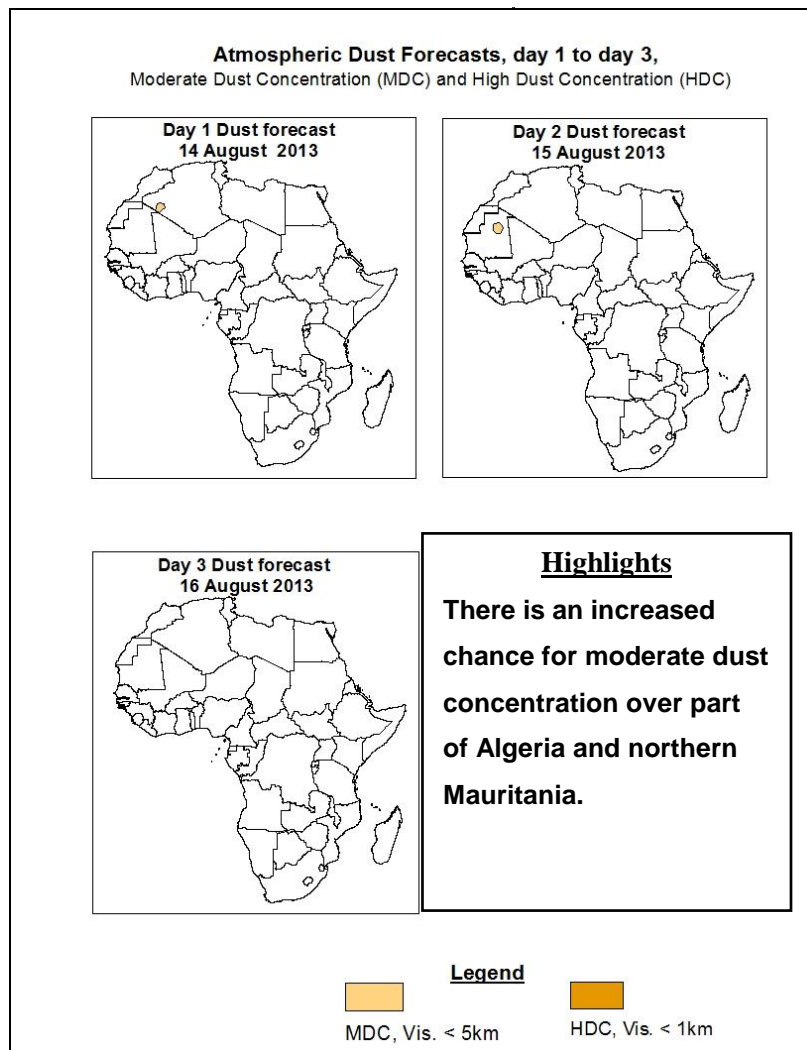 Atmospheric Dust Forecasts, day 1 to day 3,
Moderate Dust Concentration (MDC) and High Dust Concentration (HDC)
Day 1 Dust forecast
14 August 2013
Day 2 Dust forecast
15 August 2013
Day 3 Dust forecast
16 August 2013
Highlights
There is an increased
chance for moderate dust
concentration over part
of Algeria and northern
Mauritania.
Legend
MDC, Vis. < 5km
HDC, Vis. < 1km